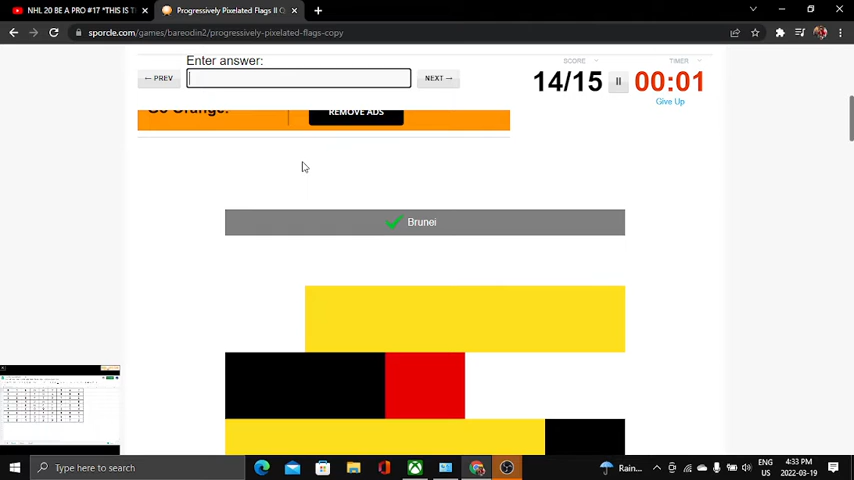 NHL 20 BE A PRO #17 *THIS IS T
Progressively Pixelated Flags II Q
sporcle.com/games/bareodin2/progressively-pixelated-flags-copy
Enter answer:
← PREV
NEXT →
SCORE
14/15
TIMER
00:01
Give Up
Go Orange.
REMOVE ADS
Brunei
Type here to search
Rain...
ENG
US
4:33 PM
2022-03-19